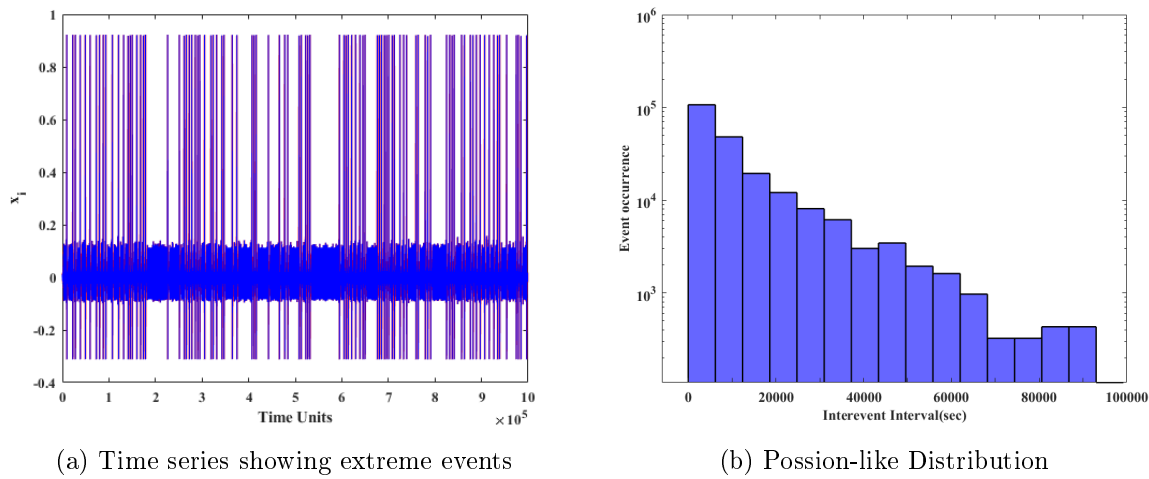 1
0.8
0.6
0.4
0.2
0
-0.2
-0.4
x_i
0 1 2 3 4 5 6 7 8 9 10
×10^5
Time Units
(a) Time series showing extreme events
10^6
10^5
10^4
10^3
Event occurrence
0 20000 40000 60000 80000 100000
Interevent Interval(sec)
(b) Possion-like Distribution